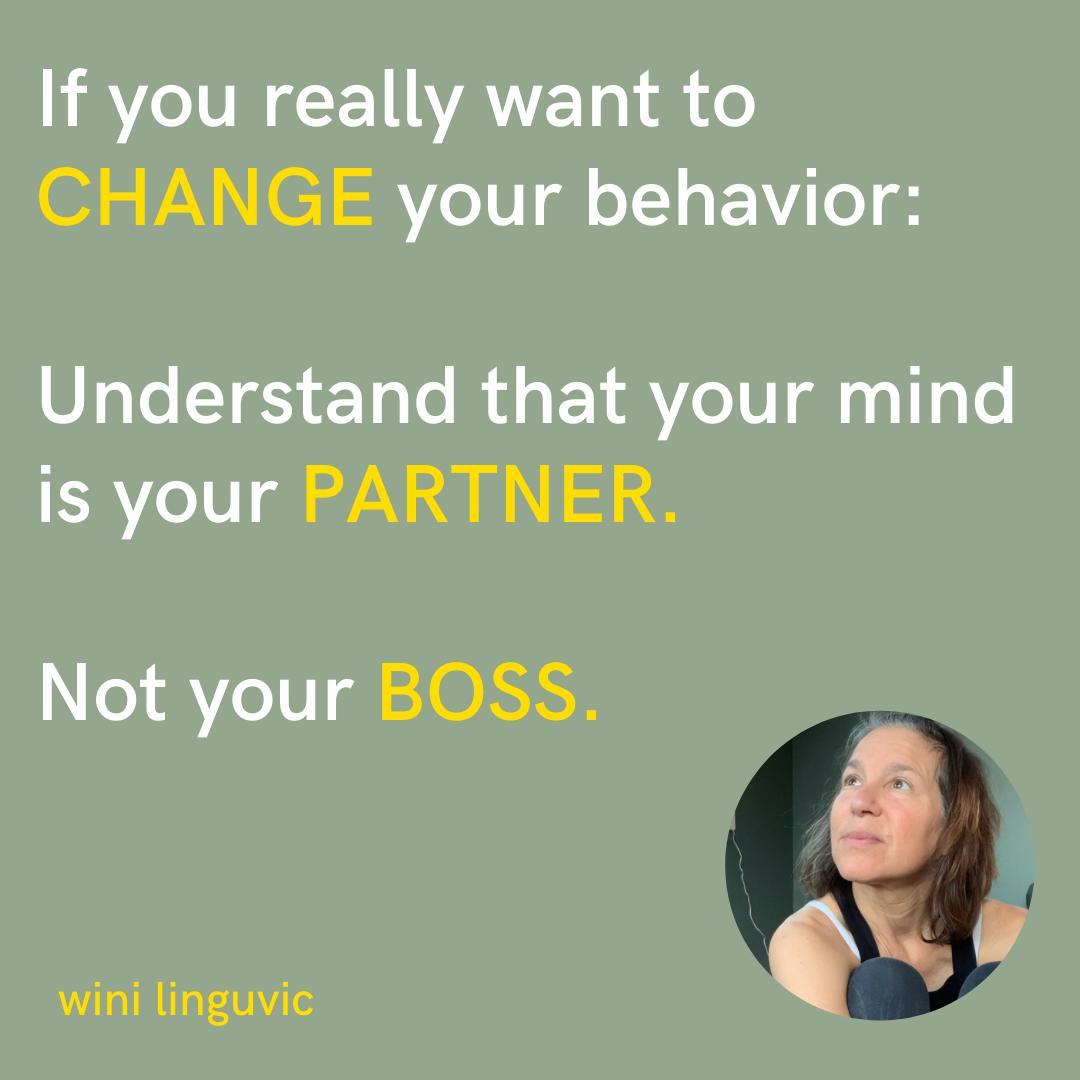 If you really want to
CHANGE your behavior:
Understand that your mind
is your PARTNER.
Not your BOSS.
wini linguvic